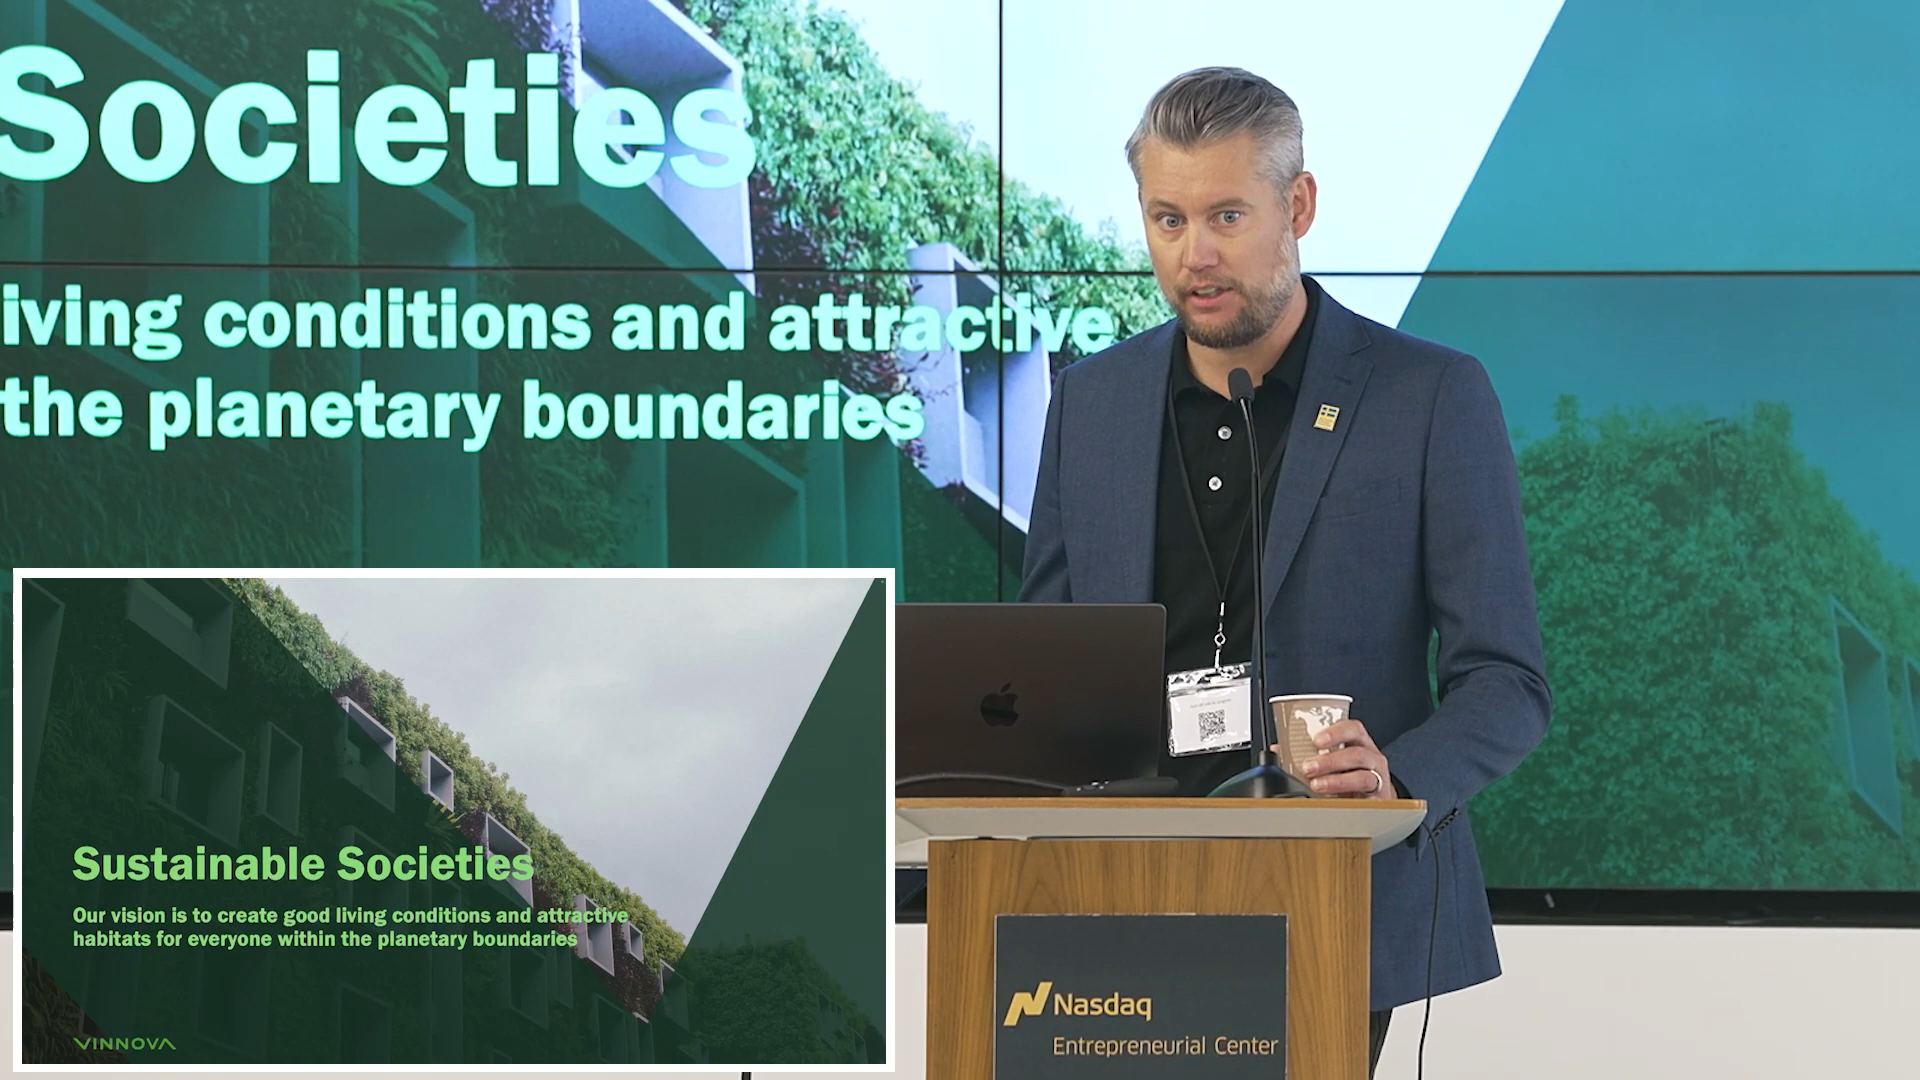 Societies
iving conditions and attractive
the planetary boundaries
Sustainable Societies
Our vision is to create good living conditions and attractive
habitats for everyone within the planetary boundaries
VINNOVA
Nasdaq
Entrepreneurial Center